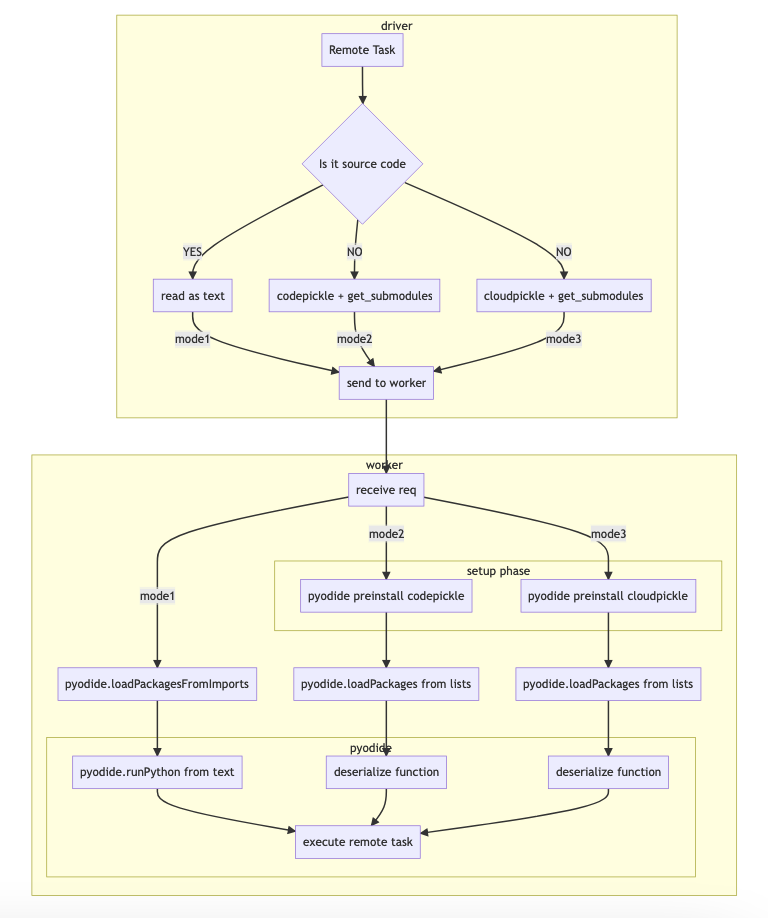 driver
Remote Task
Is it source code
YES
NO
NO
read as text
codepickle + get_submodules
cloudpickle + get_submodules
mode1
mode2
mode3
send to worker
worker
receive req
mode2
mode3
setup phase
mode1
pyodide preinstall codepickle
pyodide preinstall cloudpickle
pyodide.loadPackagesFromImports
pyodide.loadPackages from lists
pyodide.loadPackages from lists
pyodide
pyodide.runPython from text
deserialize function
deserialize function
execute remote task